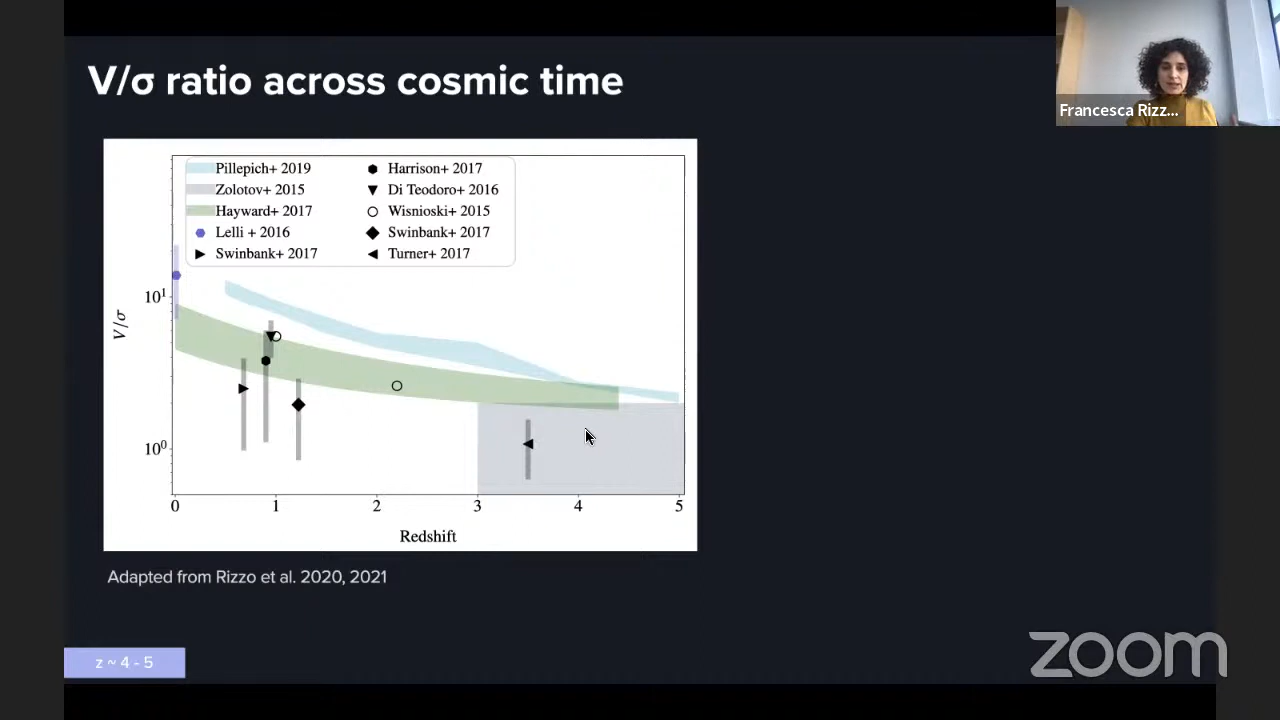 V/σ ratio across cosmic time
Francesca Rizz...
Pillepich+ 2019
Zolotov+ 2015
Hayward+ 2017
Lelli + 2016
Swinbank+ 2017
Harrison+ 2017
Di Teodoro+ 2016
Wisnioski+ 2015
Swinbank+ 2017
Turner+ 2017
V/σ
10¹
10⁰
0 1 2 3 4 5
Redshift
Adapted from Rizzo et al. 2020, 2021
z ~ 4 - 5
zoom